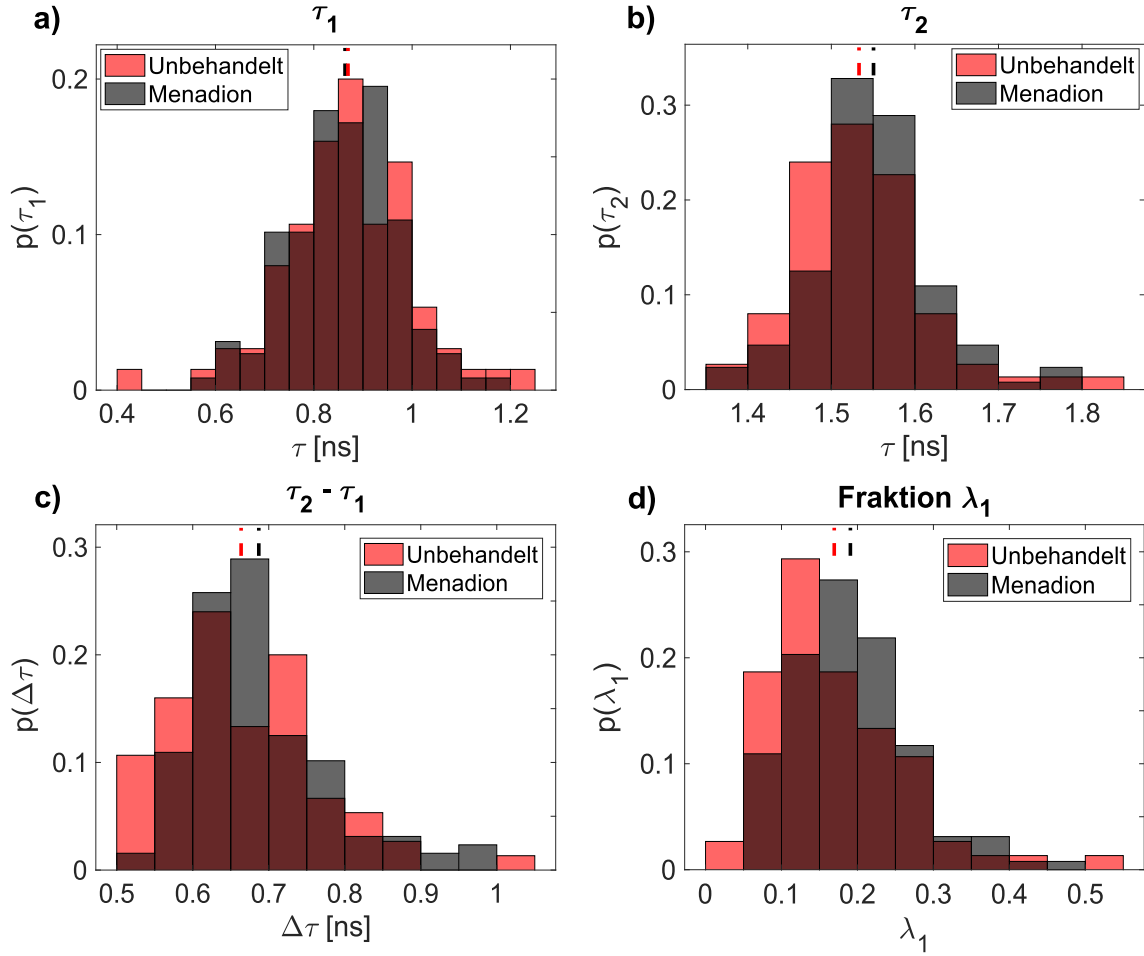 a)
τ1
Unbehandelt
Menadion
0.2
0.1
0
p(τ1)
0.4
0.6
0.8
1
1.2
τ [ns]
b)
τ2
Unbehandelt
Menadion
0.3
0.2
0.1
0
p(τ2)
1.4
1.5
1.6
1.7
1.8
τ [ns]
c)
τ2 - τ1
Unbehandelt
Menadion
0.3
0.2
0.1
0
p(Δτ)
0.5
0.6
0.7
0.8
0.9
1
Δτ [ns]
d)
Fraktion λ1
Unbehandelt
Menadion
0.3
0.2
0.1
0
p(λ1)
0
0.1
0.2
0.3
0.4
0.5
λ1